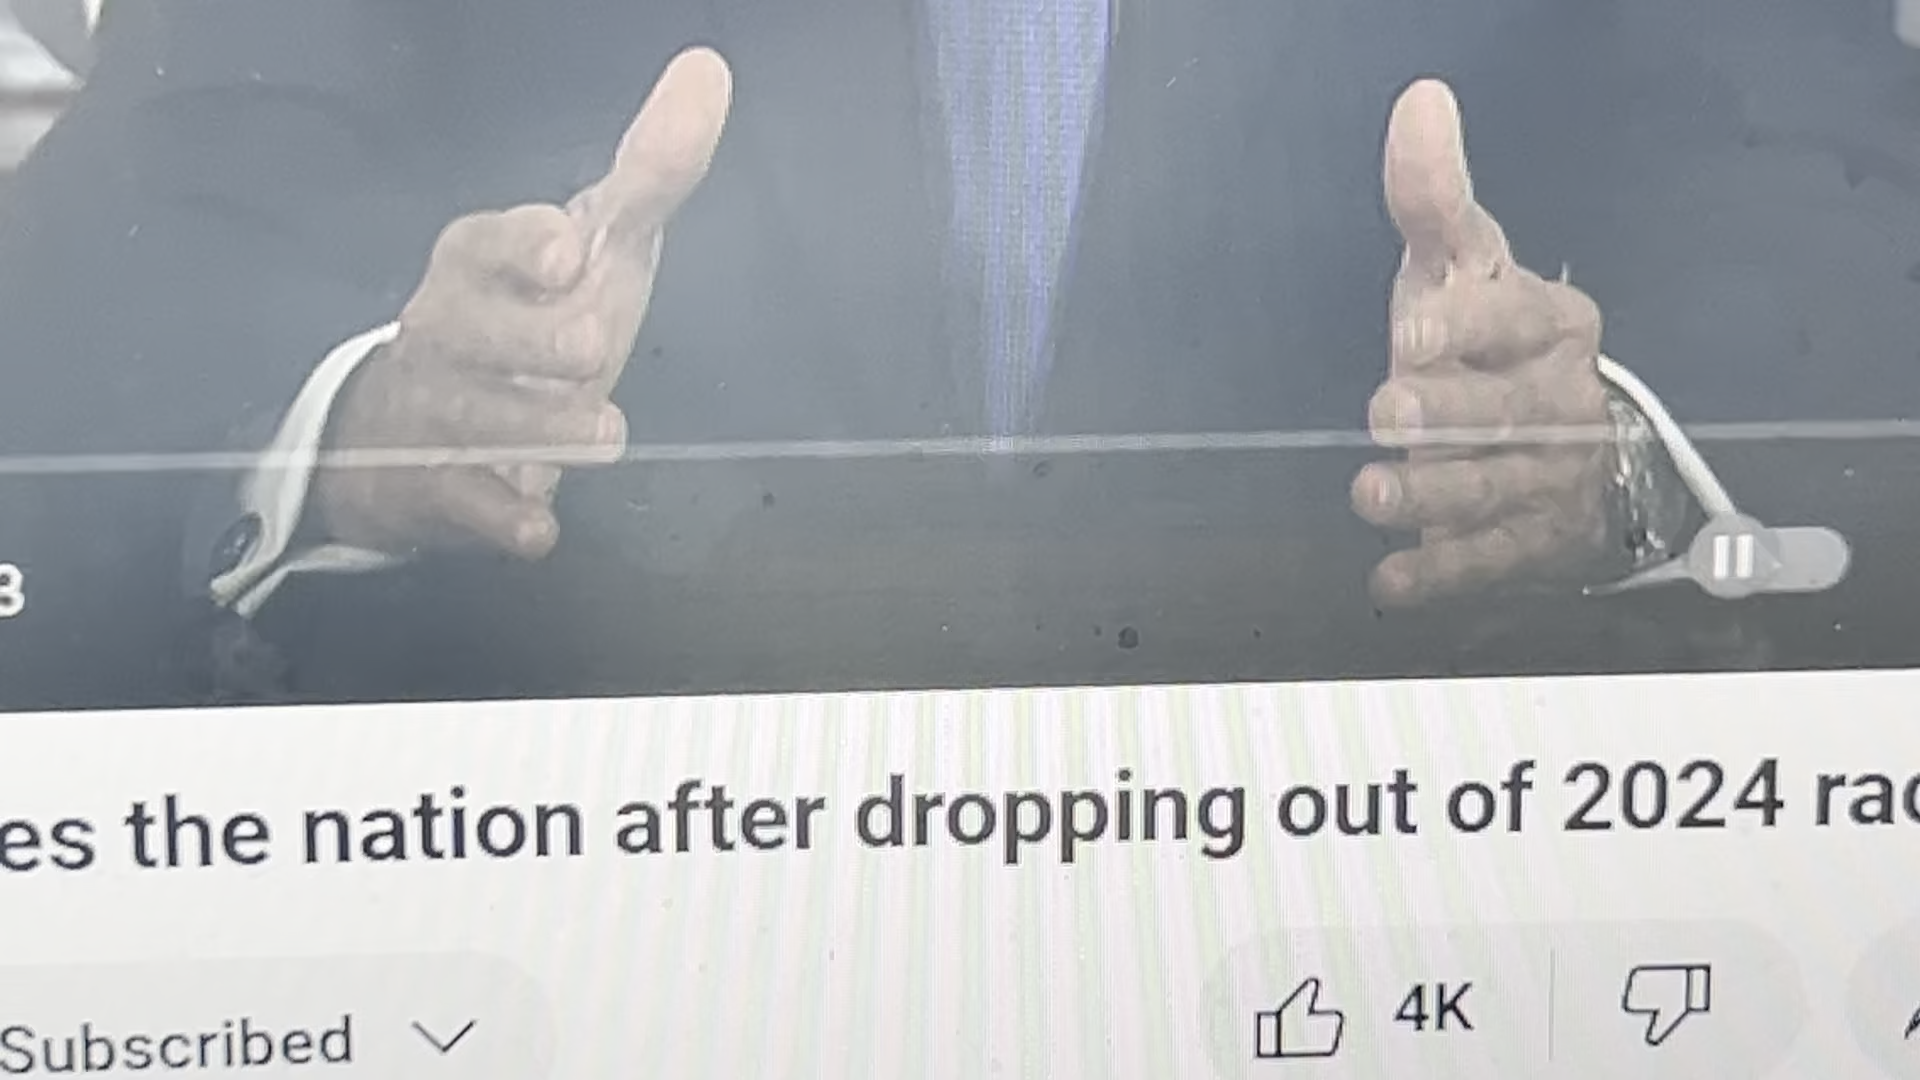 3
es the nation after dropping out of 2024 rac
Subscribed
4K